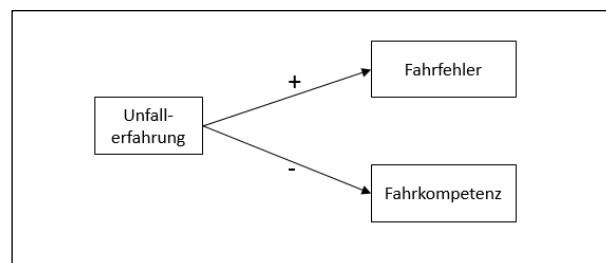 Fahrfehler
+
Unfall-
erfahrung
-
Fahrkompetenz